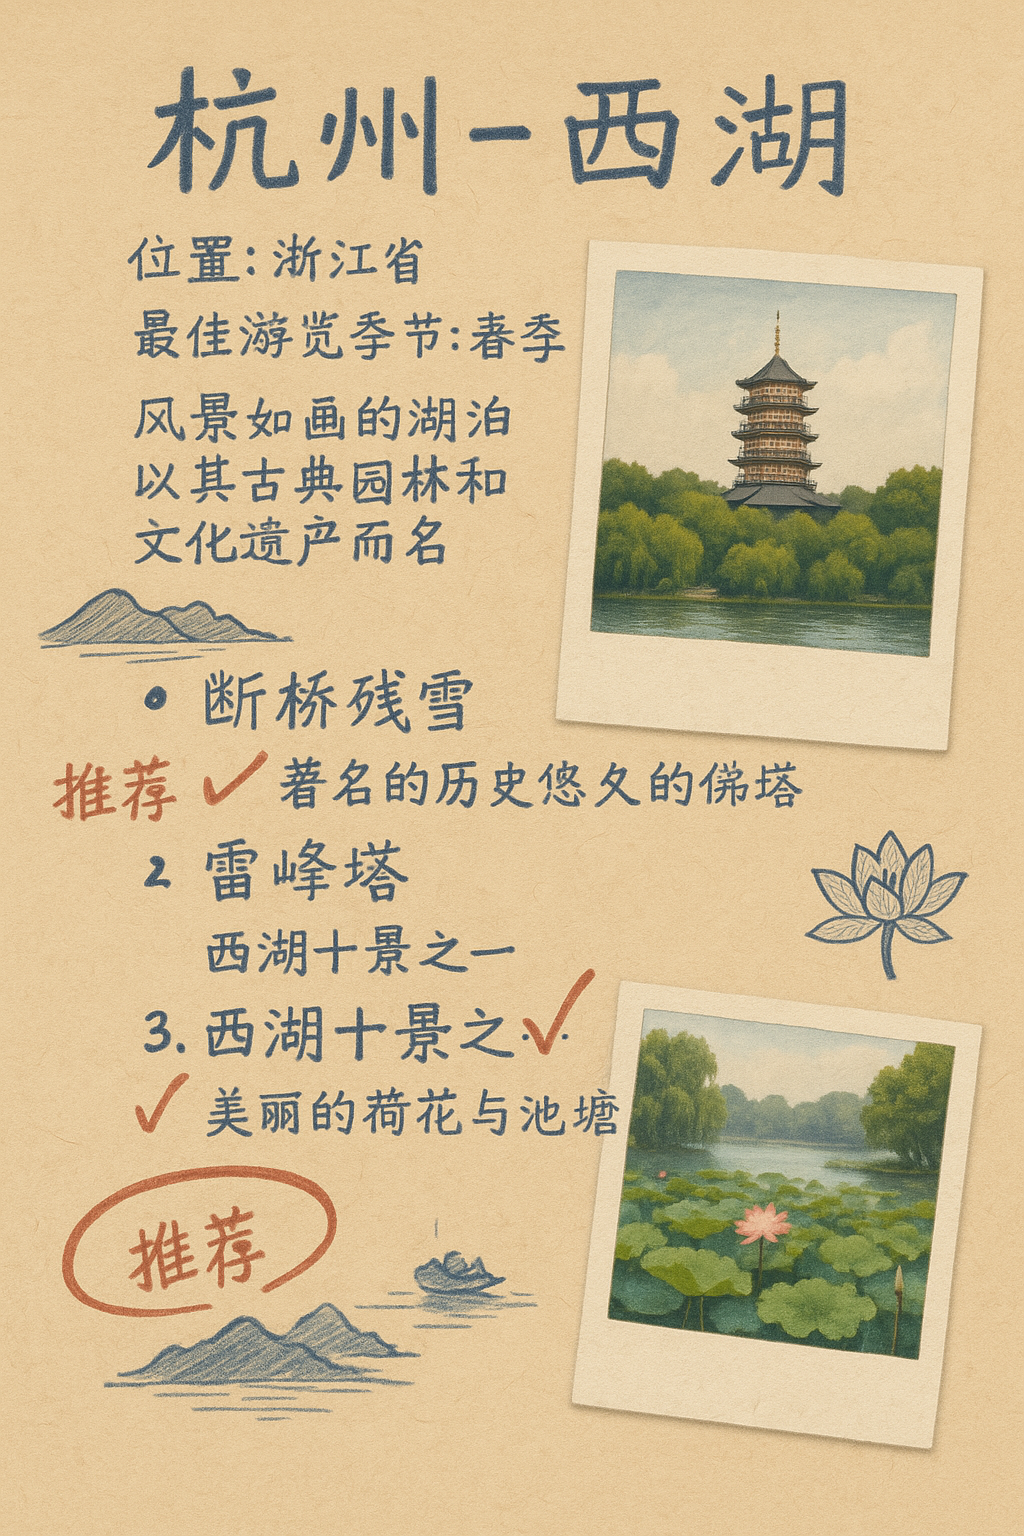 杭州-西湖
位置:浙江省
最佳游览季节:春季
风景如画的湖泊
以其古典园林和
文化遗产而名
• 断桥残雪
推荐 ✓ 著名的历史悠久的佛塔
2 雷峰塔
西湖十景之一
3. 西湖十景之
✓ 美丽的荷花与池塘
推荐